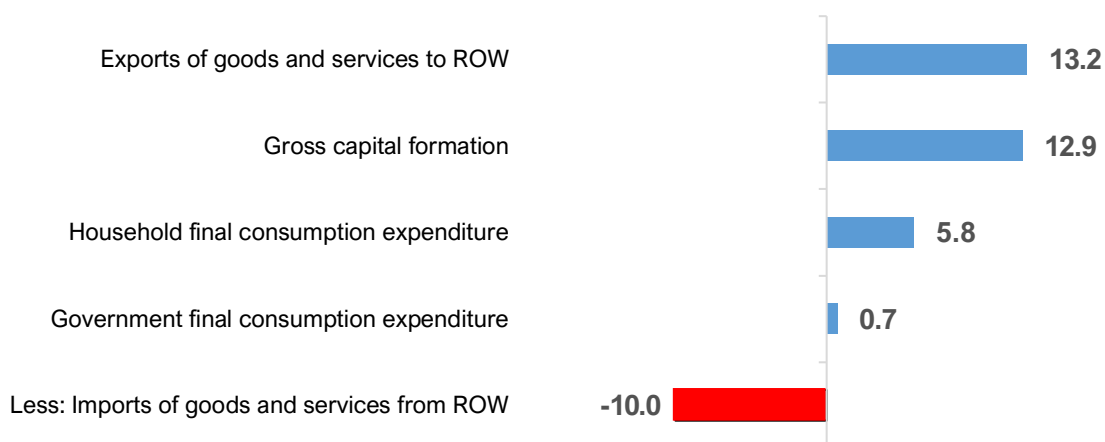 Exports of goods and services to ROW 13.2
Gross capital formation 12.9
Household final consumption expenditure 5.8
Government final consumption expenditure 0.7
Less: Imports of goods and services from ROW -10.0